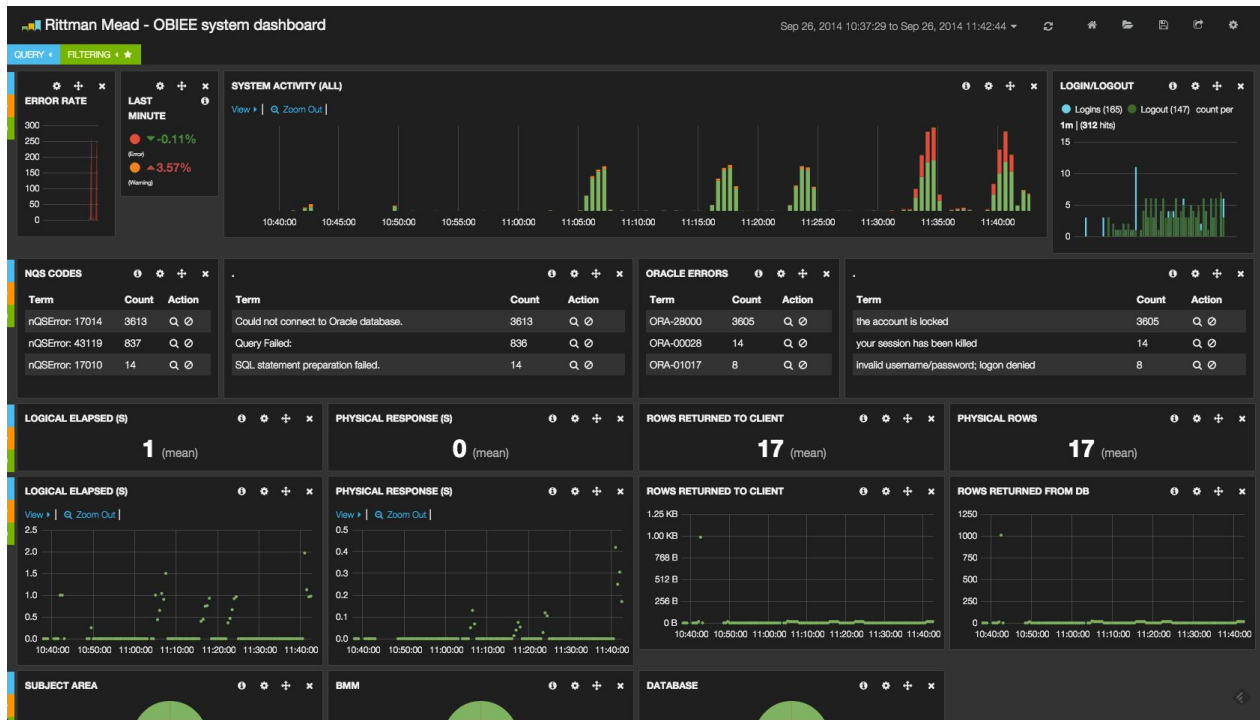 Rittman Mead - OBIEE system dashboard
Sep 26, 2014 10:37:29 to Sep 26, 2014 11:42:44
QUERY
FILTERING
ERROR RATE
300
250
200
150
100
50
0
LAST MINUTE
-0.11%
(Error)
3.57%
(Warning)
SYSTEM ACTIVITY (ALL)
View | Zoom Out |
10:40:00 10:45:00 10:50:00 10:55:00 11:00:00 11:05:00 11:10:00 11:15:00 11:20:00 11:25:00 11:30:00 11:35:00 11:40:00
LOGIN/LOGOUT
Logins (165) Logout (147) count per
1m | (312 hits)
15
10
5
0
NQS CODES
Term Count Action
nQSError: 17014 3613
nQSError: 43119 837
nQSError: 17010 14
.
Term Count Action
Could not connect to Oracle database. 3613
Query Failed: 836
SQL statement preparation failed. 14
ORACLE ERRORS
Term Count Action
ORA-28000 3605
ORA-00028 14
ORA-01017 8
.
Term Count Action
the account is locked 3605
your session has been killed 14
invalid username/password; logon denied 8
LOGICAL ELAPSED (S)
1 (mean)
PHYSICAL RESPONSE (S)
0 (mean)
ROWS RETURNED TO CLIENT
17 (mean)
PHYSICAL ROWS
17 (mean)
LOGICAL ELAPSED (S)
View | Zoom Out |
2.5
2.0
1.5
1.0
0.5
0.0
10:40:00 10:50:00 11:00:00 11:10:00 11:20:00 11:30:00 11:40:00
PHYSICAL RESPONSE (S)
View | Zoom Out |
0.5
0.4
0.3
0.2
0.1
0.0
10:40:00 10:50:00 11:00:00 11:10:00 11:20:00 11:30:00 11:40:00
ROWS RETURNED TO CLIENT
1.25 KB
1.00 KB
768 B
512 B
256 B
0 B
10:40:00 10:50:00 11:00:00 11:10:00 11:20:00 11:30:00 11:40:00
ROWS RETURNED FROM DB
1250
1000
750
500
250
0
10:40:00 10:50:00 11:00:00 11:10:00 11:20:00 11:30:00 11:40:00
SUBJECT AREA
BMM
DATABASE